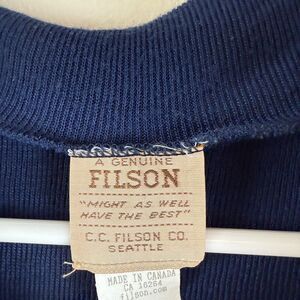 A GENUINE
FILSON
"MIGHT AS WELL
HAVE THE BEST"
C.C. FILSON CO.
SEATTLE
MADE IN CANADA
CA 16264
filson.com